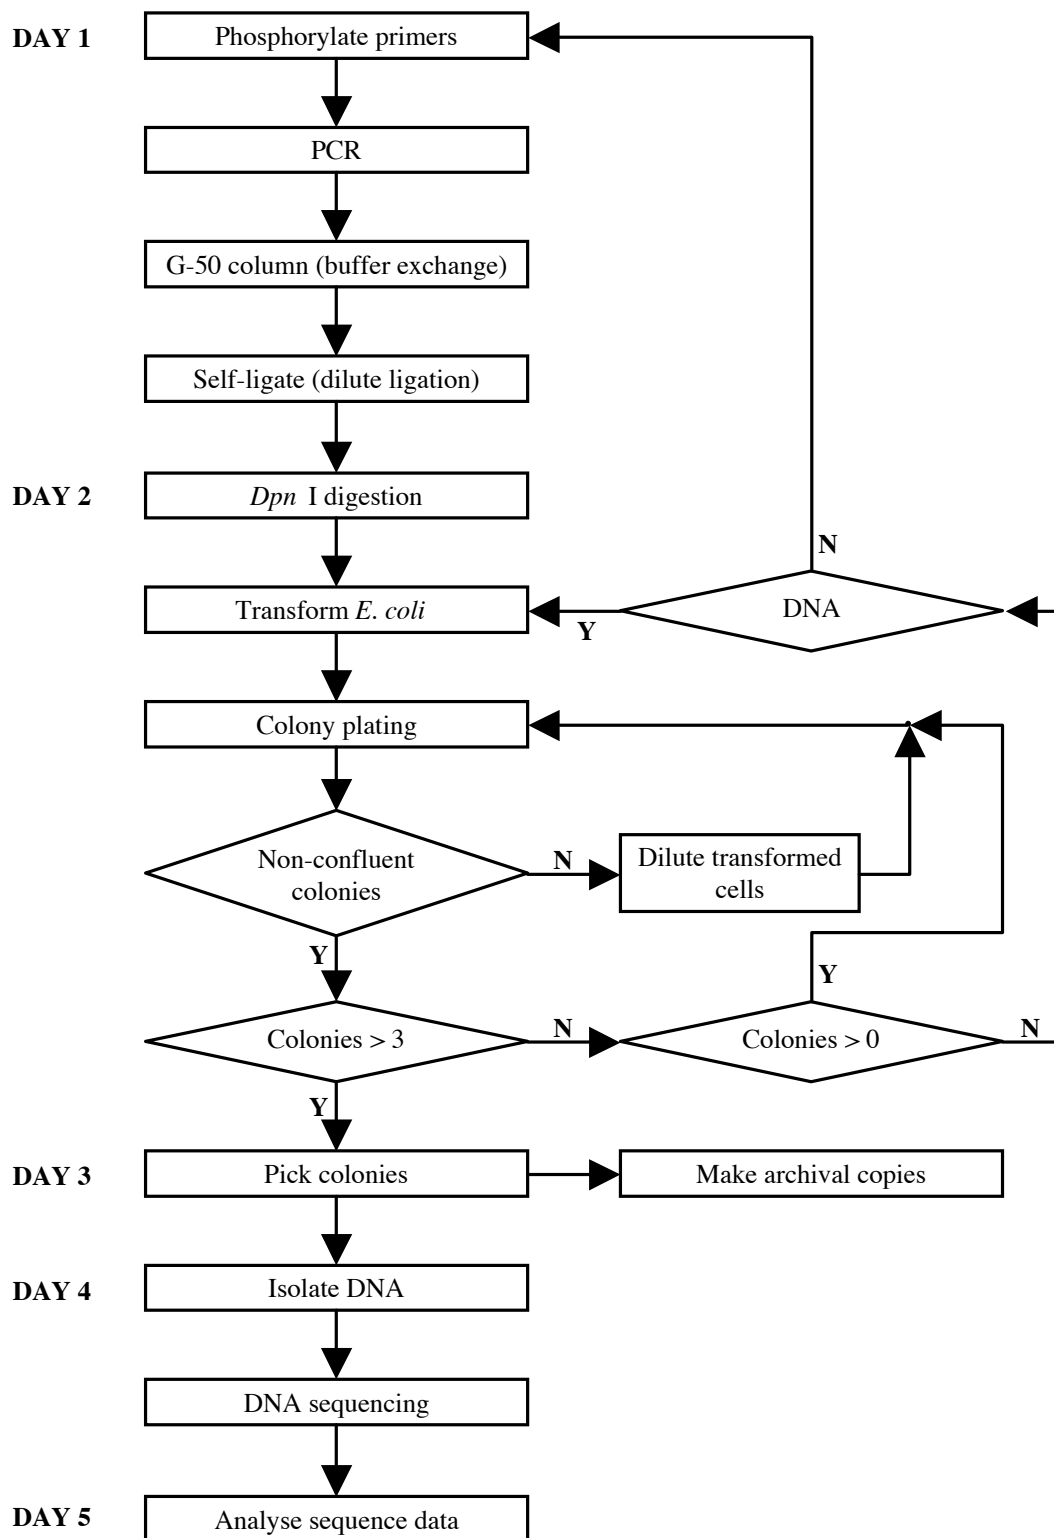 DAY 1
Phosphorylate primers
PCR
G-50 column (buffer exchange)
Self-ligate (dilute ligation)
DAY 2
Dpn I digestion
N
Transform E. coli
DNA
Y
Colony plating
Non-confluent
colonies
N
Dilute transformed
cells
Y
Y
Colonies > 3
N
Colonies > 0
N
Y
DAY 3
Pick colonies
Make archival copies
DAY 4
Isolate DNA
DNA sequencing
DAY 5
Analyse sequence data